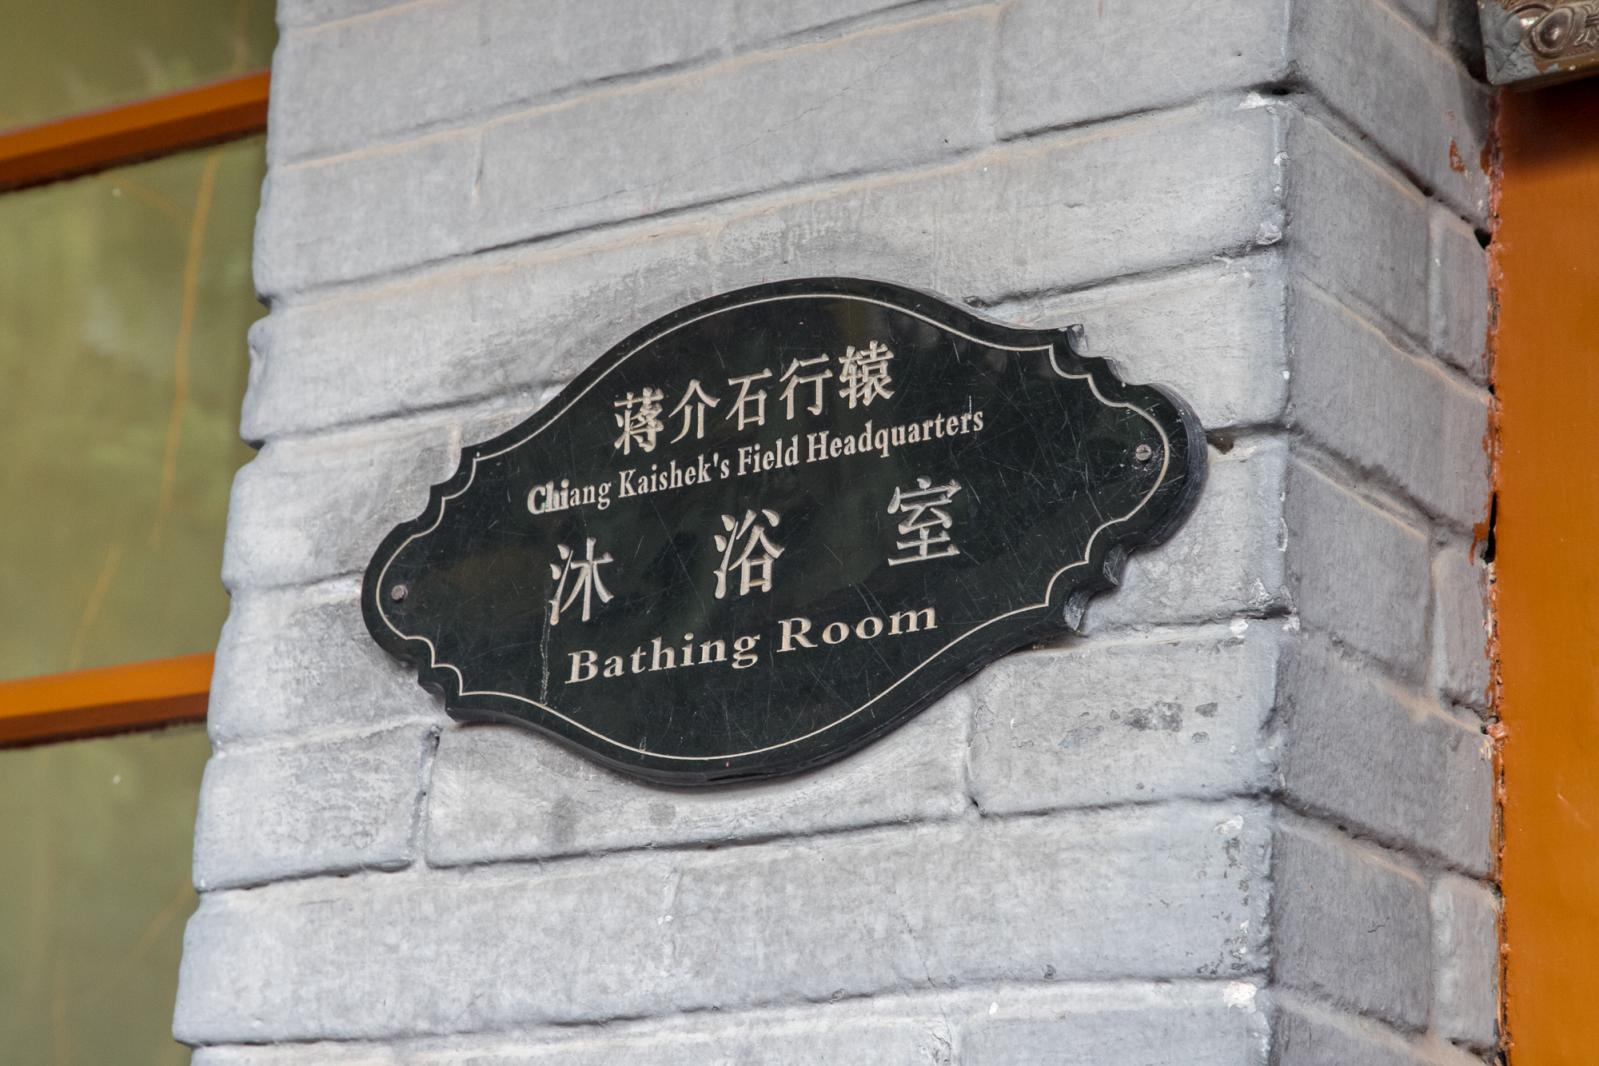 蒋介石行辕
Chiang Kaishek's Field Headquarters
沐浴室
Bathing Room